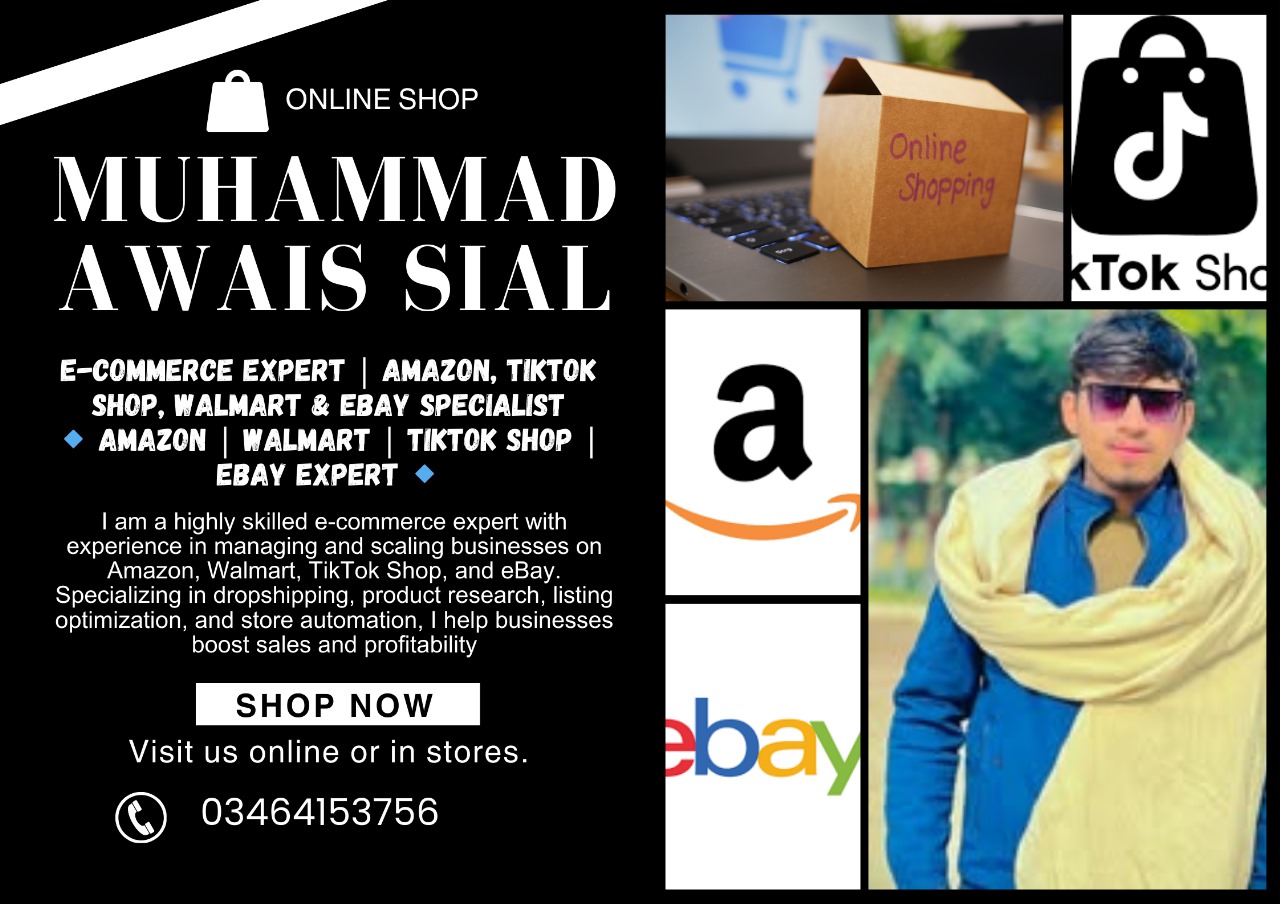 ONLINE SHOP
MUHAMMAD
AWAIS SIAL
E-COMMERCE EXPERT | AMAZON, TIKTOK
SHOP, WALMART & EBAY SPECIALIST
🔹 AMAZON | WALMART | TIKTOK SHOP |
EBAY EXPERT 🔹
I am a highly skilled e-commerce expert with
experience in managing and scaling businesses on
Amazon, Walmart, TikTok Shop, and eBay.
Specializing in dropshipping, product research, listing
optimization, and store automation, I help businesses
boost sales and profitability
SHOP NOW
Visit us online or in stores.
03464153756
Online
Shopping
kTok Sho
a
ebay